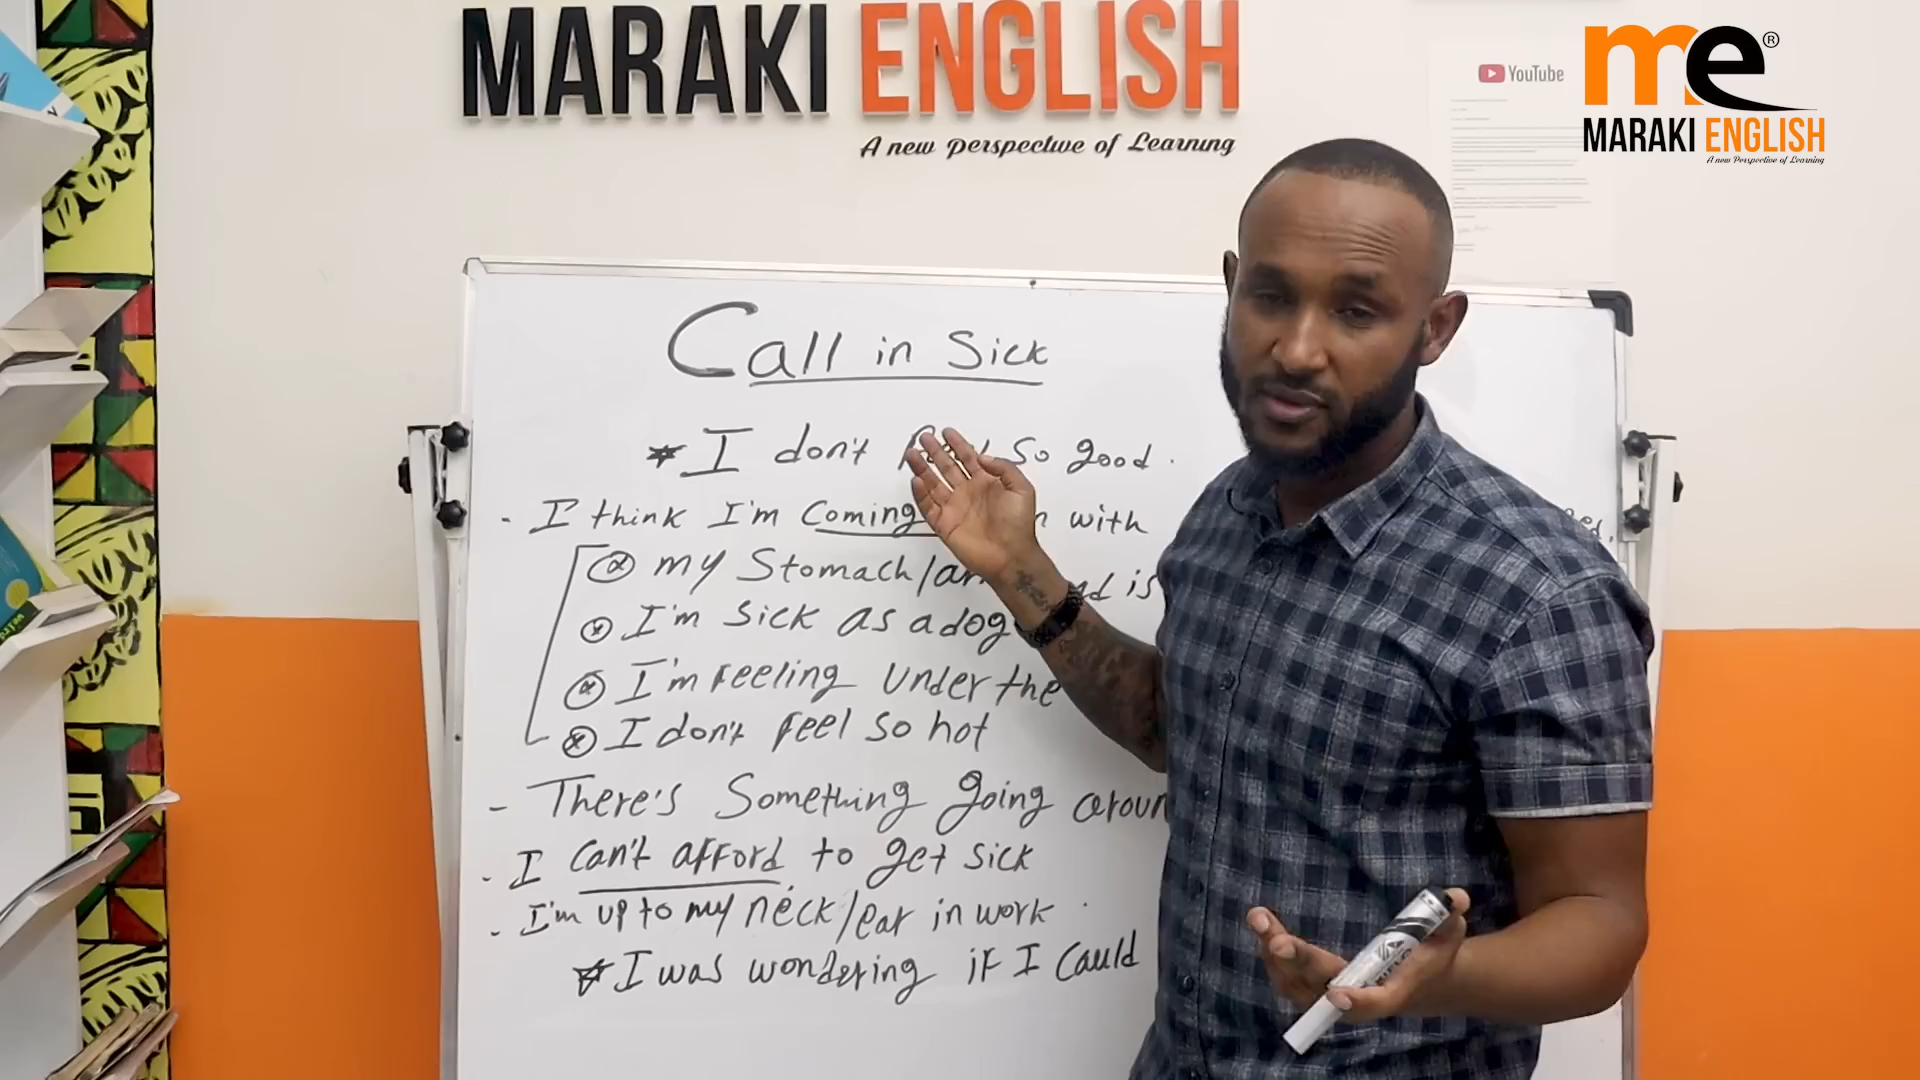 MARAKI ENGLISH
A new perspective of Learning
YouTube
me®
MARAKI ENGLISH
A new Perspective of Learning
Call in Sick
* I don't so good.
- I think I'm Coming with
my Stomach/ is
I'm Sick as a dog
I'm Feeling Under the
I don't Feel so hot
- There's Something going
- I can't afford to get sick
- I'm up to my neck/ear in work.
I was wondering if I Could